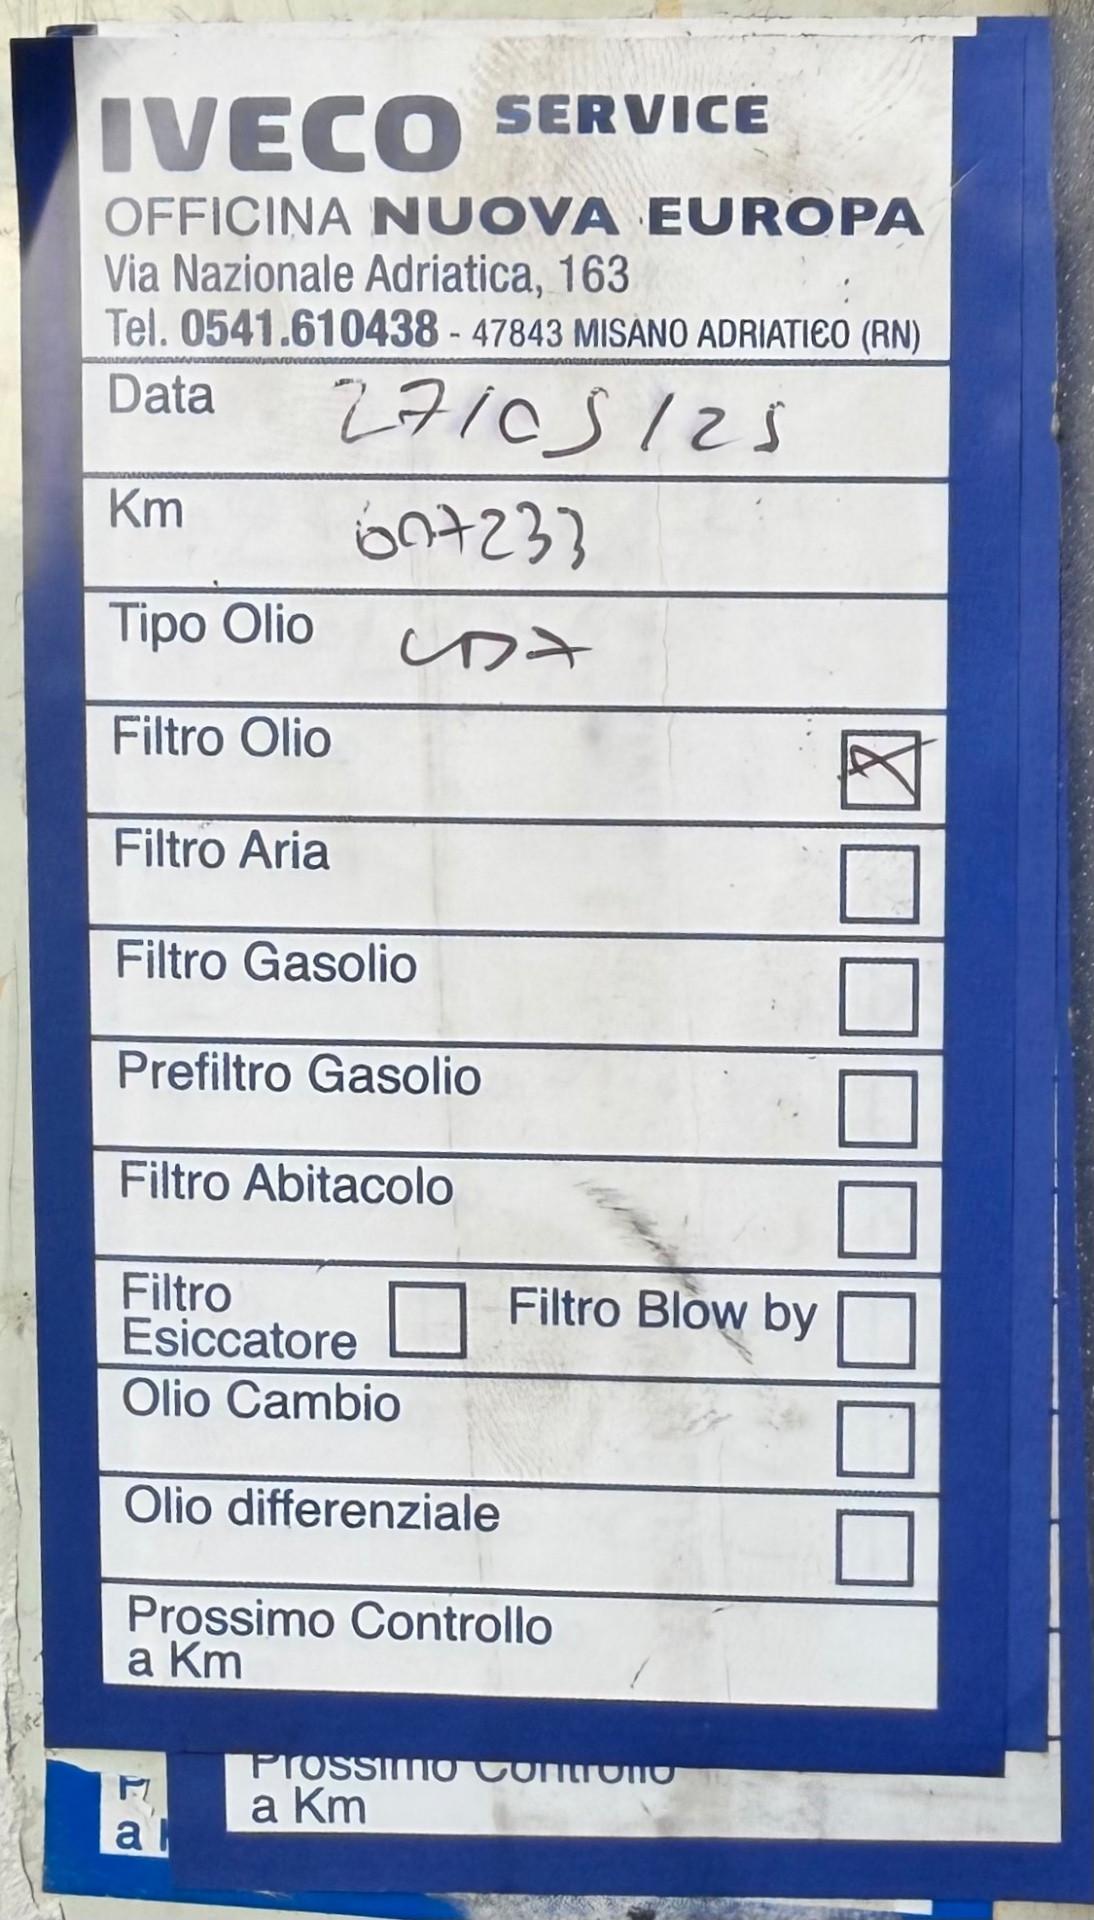 IVECO SERVICE
OFFICINA NUOVA EUROPA
Via Nazionale Adriatica, 163
Tel. 0541.610438 - 47843 MISANO ADRIATICO (RN)
Data 27/05/25
Km 607233
Tipo Olio
Filtro Olio X
Filtro Aria
Filtro Gasolio
Prefiltro Gasolio
Filtro Abitacolo
Filtro Esiccatore Filtro Blow by
Olio Cambio
Olio differenziale
Prossimo Controllo
a Km
Prossimo Controllo
a Km